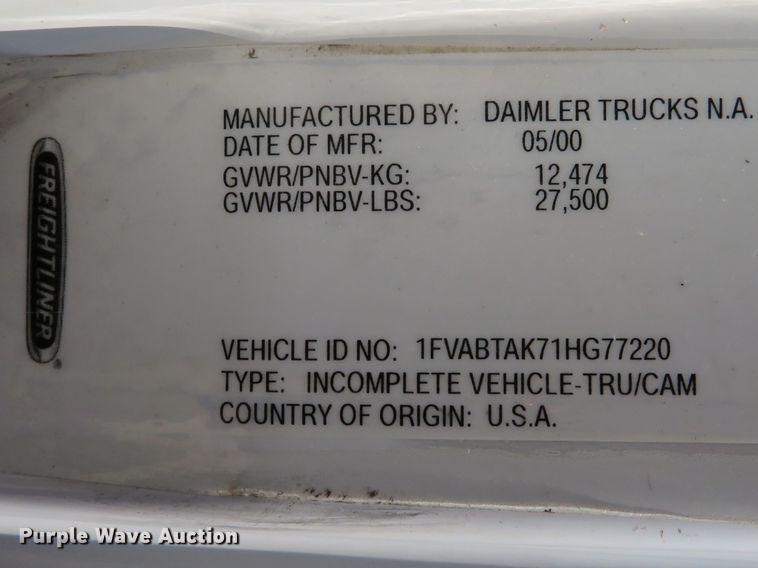 MANUFACTURED BY: DAIMLER TRUCKS N.A.
DATE OF MFR: 05/00
GVWR/PNBV-KG: 12,474
GVWR/PNBV-LBS: 27,500
FREIGHTLINER ®
VEHICLE ID NO: 1FVABTAK71HG77220
TYPE: INCOMPLETE VEHICLE-TRU/CAM
COUNTRY OF ORIGIN: U.S.A.
Purple Wave Auction